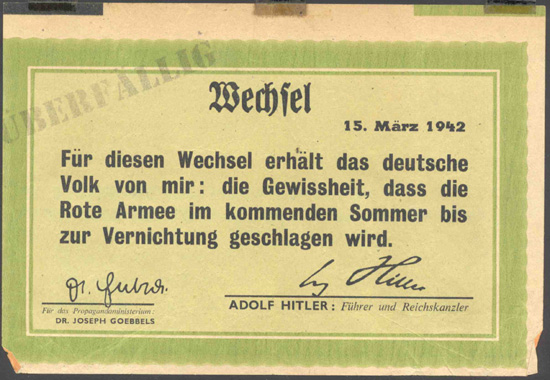 ÜBERFÄLLIG
Wechsel
15. März 1942
Für diesen Wechsel erhält das deutsche
Volk von mir: die Gewissheit, dass die
Rote Armee im kommenden Sommer bis
zur Vernichtung geschlagen wird.
Für das Propagandaministerium:
DR. JOSEPH GOEBBELS
ADOLF HITLER: Führer und Reichskanzler